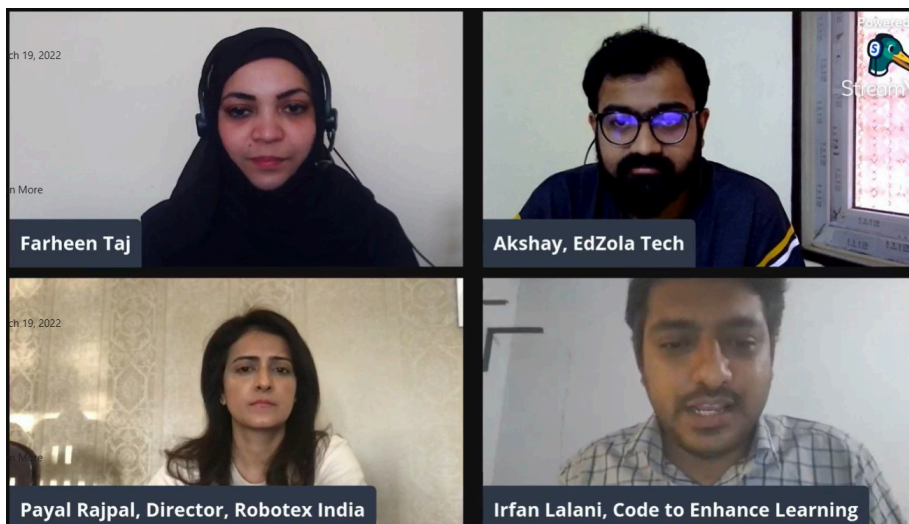 ch 19, 2022
Powered
S
Stream
n More
Farheen Taj
Akshay, EdZola Tech
ch 19, 2022
n More
Payal Rajpal, Director, Robotex India
Irfan Lalani, Code to Enhance Learning